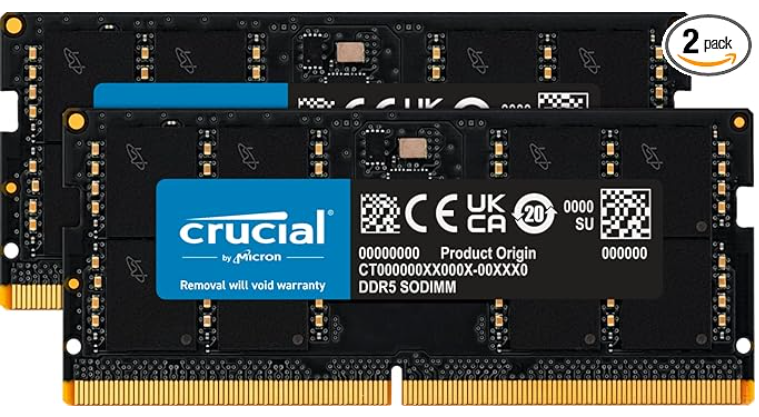 2 pack
0000
crucial
by Micron
Removal will void warranty
CE UK CA 20 0000 SU
00000000 Product Origin 000000
CT000000XX000X-00XXX0
DDR5 SODIMM